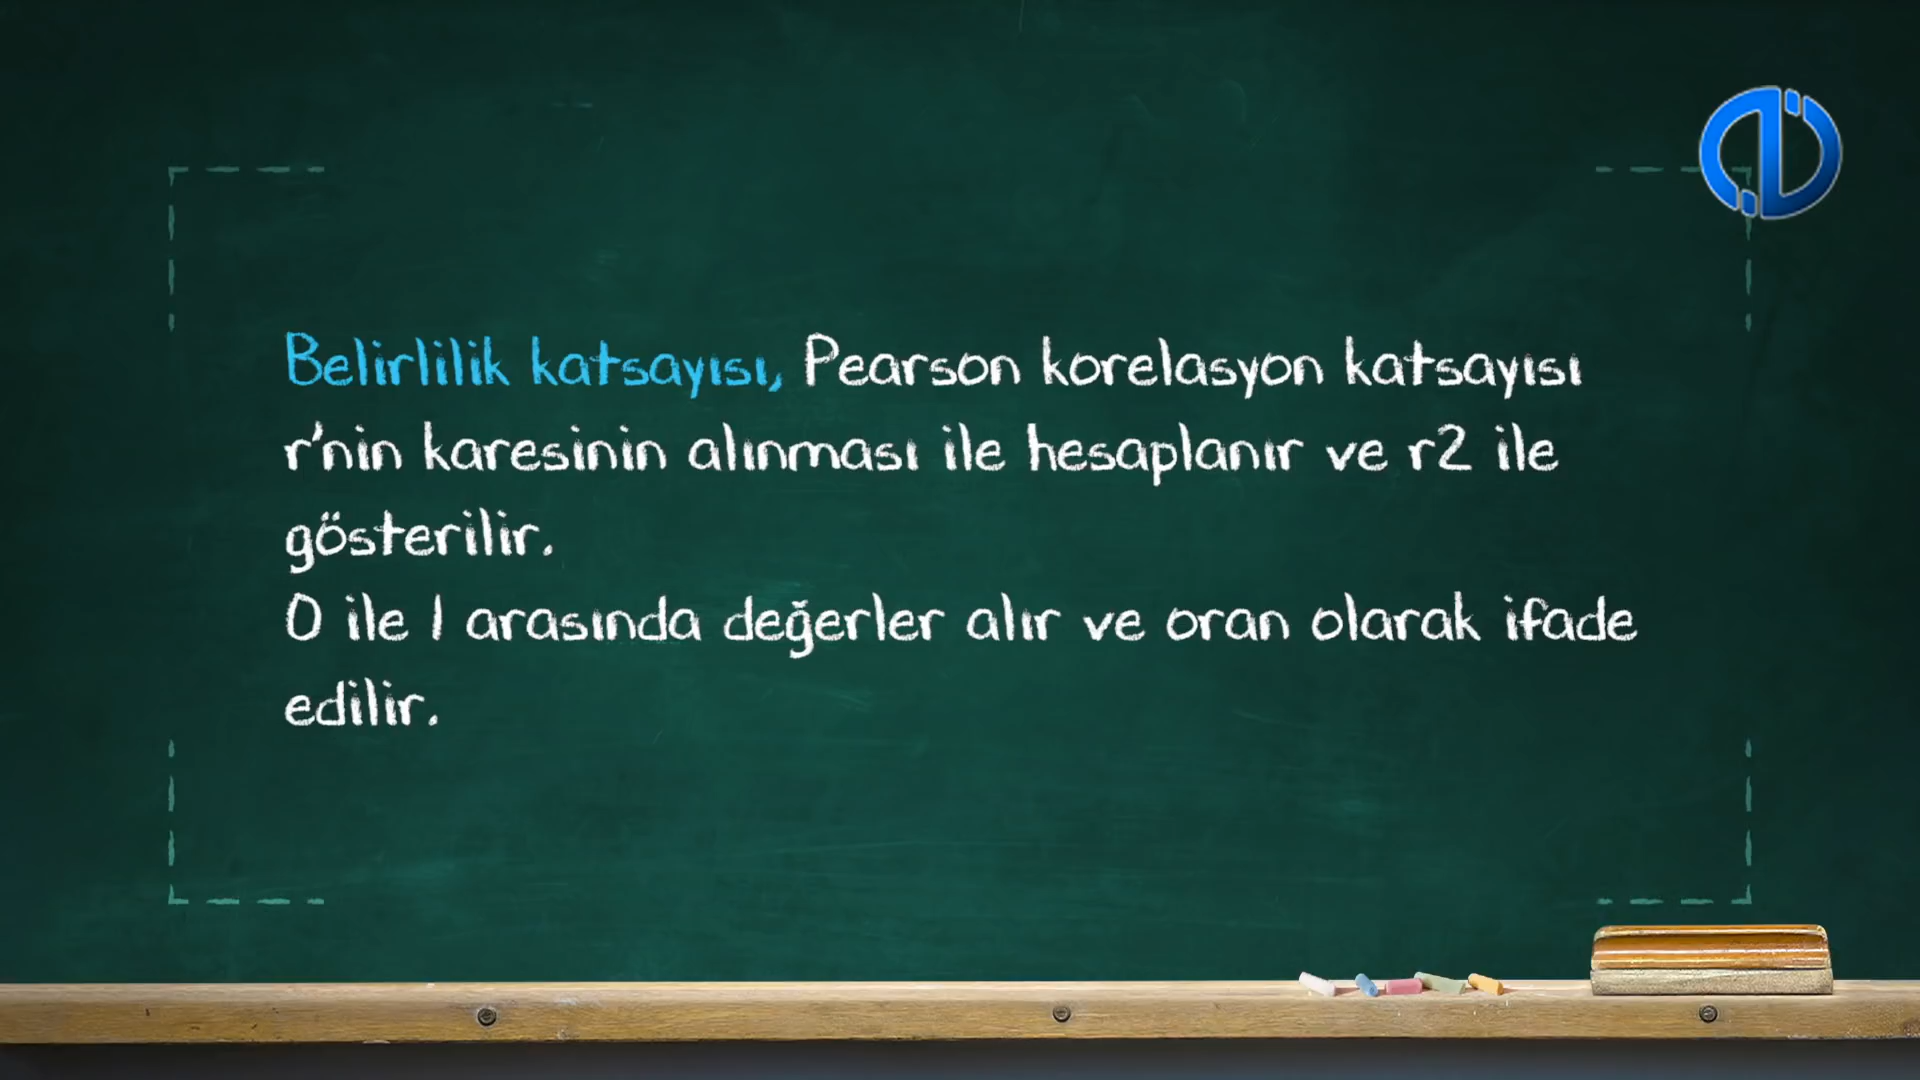 Belirlilik katsayısı, Pearson korelasyon katsayısı
r'nin karesinin alınması ile hesaplanır ve r2 ile
gösterilir.
0 ile 1 arasında değerler alır ve oran olarak ifade
edilir.